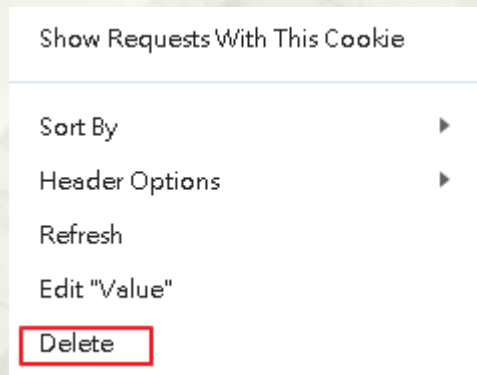 Show Requests With This Cookie
Sort By
Header Options
Refresh
Edit "Value"
Delete